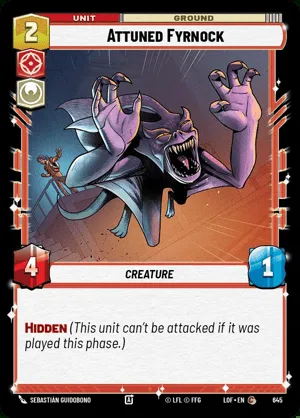 UNIT
GROUND
2
ATTUNED FYRNOCK
4
CREATURE
1
HIDDEN (This unit can't be attacked if it was
played this phase.)
SEBASTIAN GUIDOBONO
© LFL © FFG
LOF • EN
C
645